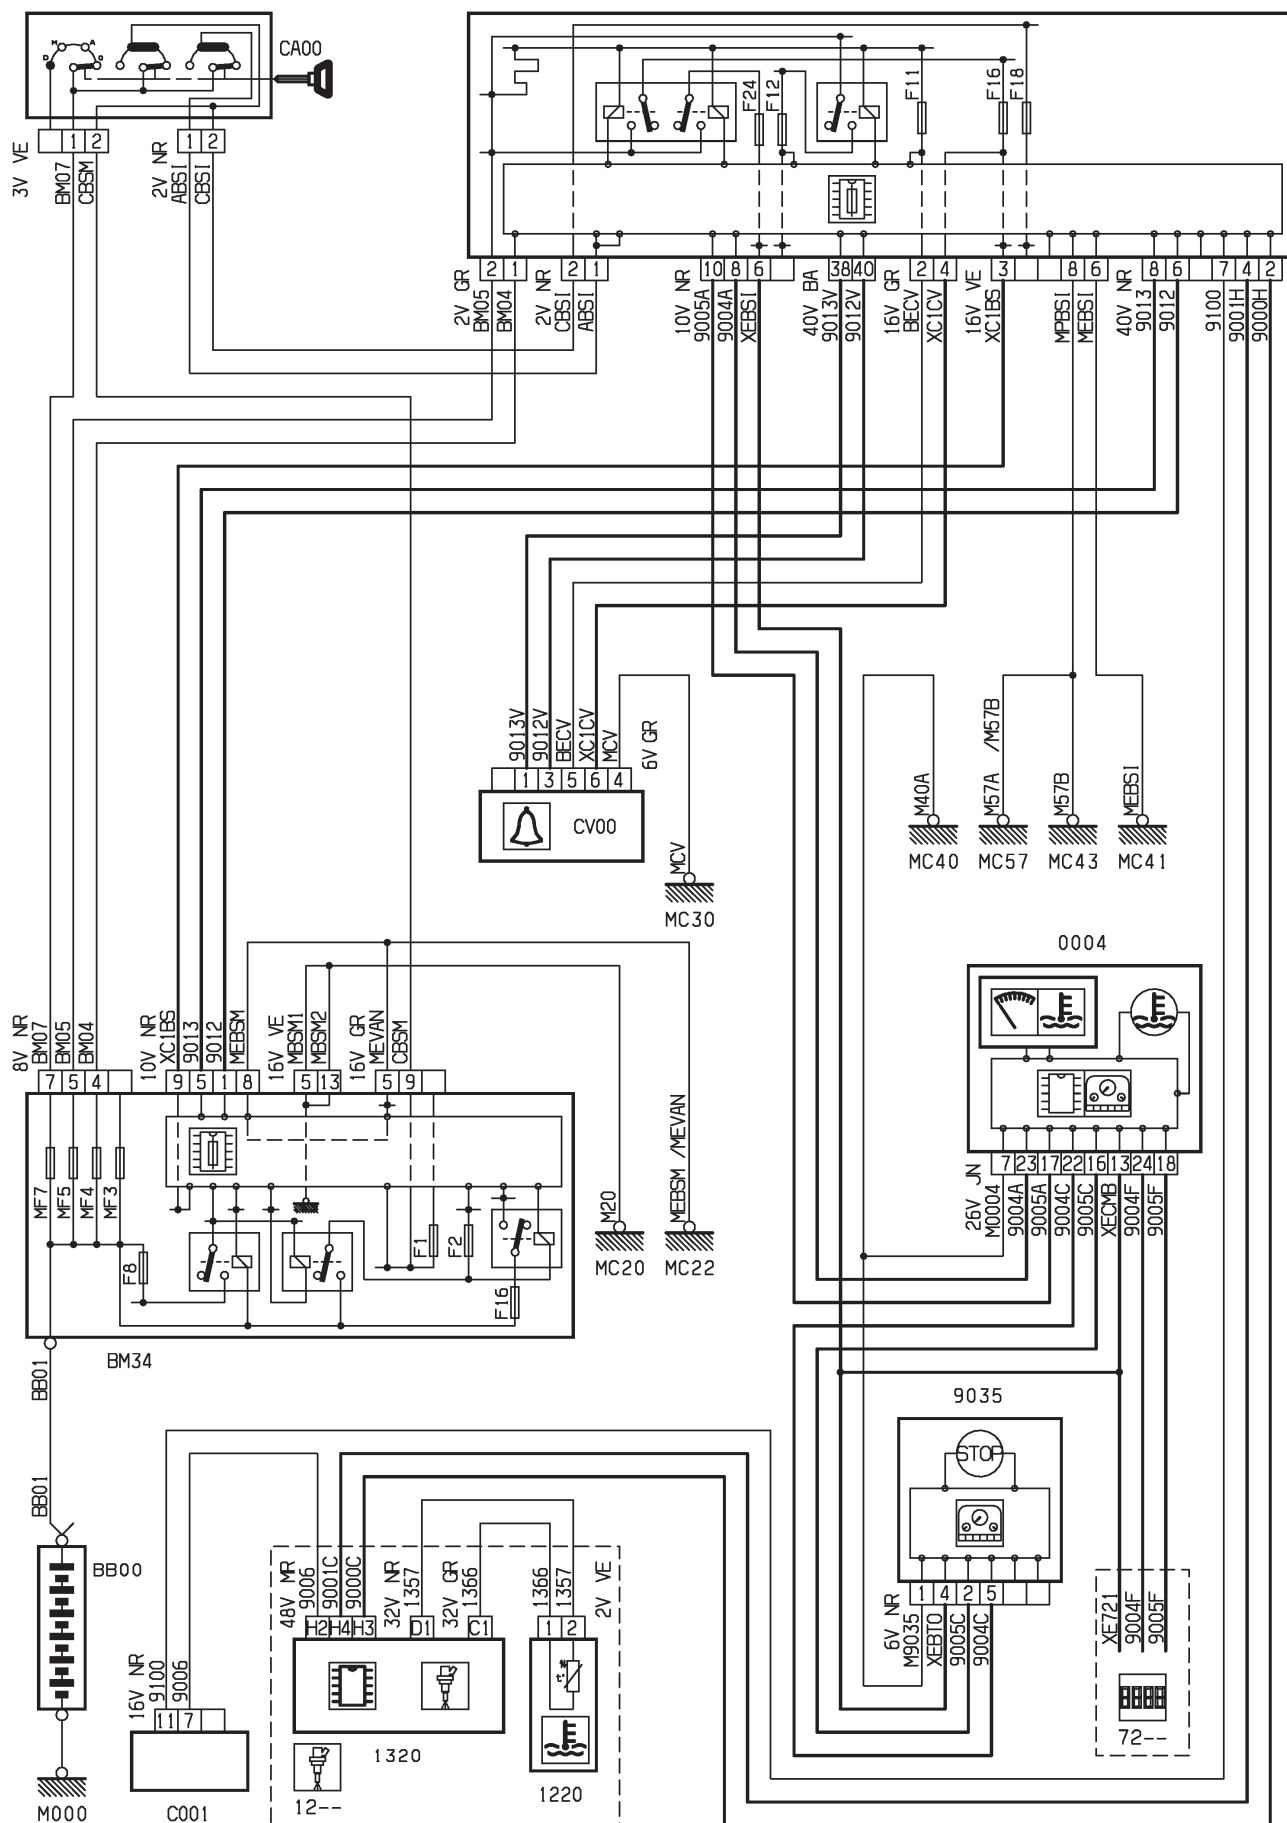 M A
D D
CA00
F24
F12
F11
F16
F18
3V VE
1 2
BM07
CBSM
2V NR
1 2
ABSI
CBSI
2V GR
2 1
BM05
BM04
2V NR
2 1
CBSI
ABSI
10V NR
10 8 6
9005A
9004A
XEBSI
40V BA
38 40
9013V
9012V
16V GR
2 4
BECV
XC1CV
16V VE
3 8 6
XC1BS
MPBSI
MEBSI
40V NR
8 6 7 4 2
9013
9012
9100
9001H
9000H
9013V
9012V
BECV
XC1CV
MCV
6V GR
1 3 5 6 4
CV00
MCV
MC30
M40A
M57A /M57B
M57B
MEBSI
MC40
MC57
MC43
MC41
0004
8V NR
BM07
BM05
BM04
7 5 4
10V NR
XC1BS
9013
9012
MEBSM
9 5 1 8
16V VE
MBSM1
MBSM2
5 13
16V GR
MEVAN
CBSM
5 9
MF7
MF5
MF4
MF3
F8
F1
F2
F16
BM34
M20
MC20
MEBSM /MEVAN
MC22
7 23 17 22 16 13 24 18
26V JN
M0004
9004A
9005A
9004C
9005C
XECMB
9004F
9005F
BB01
BB01
BB00
M000
9035
STOP
1 4 2 5
6V NR
M9035
XEBTO
9005C
9004C
XE721
9004F
9005F
72--
16V NR
9100
9006
11 7
C001
48V MR
9006
9001C
9000C
H2 H4 H3
32V NR
1357
D1
32V GR
1366
C1
1320
12--
1366
1357
2V VE
1 2
t°
1220